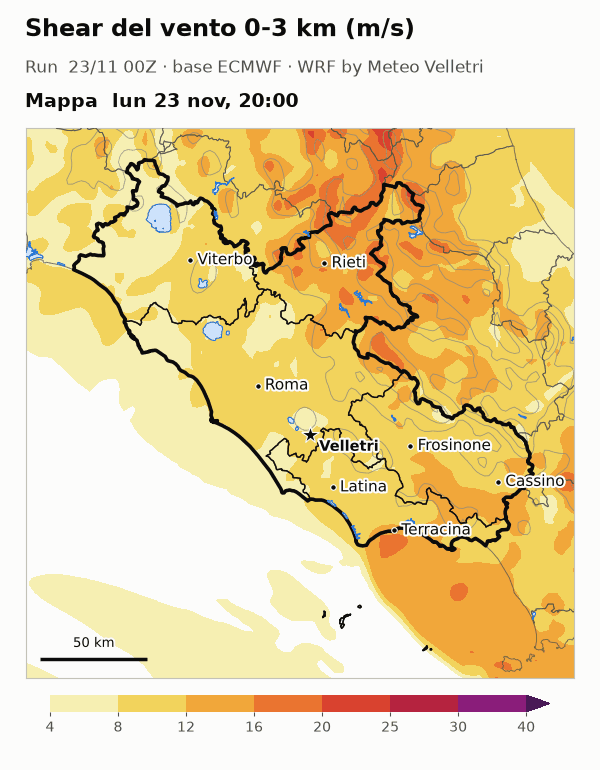 Shear del vento 0-3 km (m/s)
Run  23/11 00Z · base ECMWF · WRF by Meteo Velletri
Mappa  lun 23 nov, 20:00
Viterbo
Rieti
Roma
Velletri
Frosinone
Latina
Cassino
Terracina
50 km
4 8 12 16 20 25 30 40